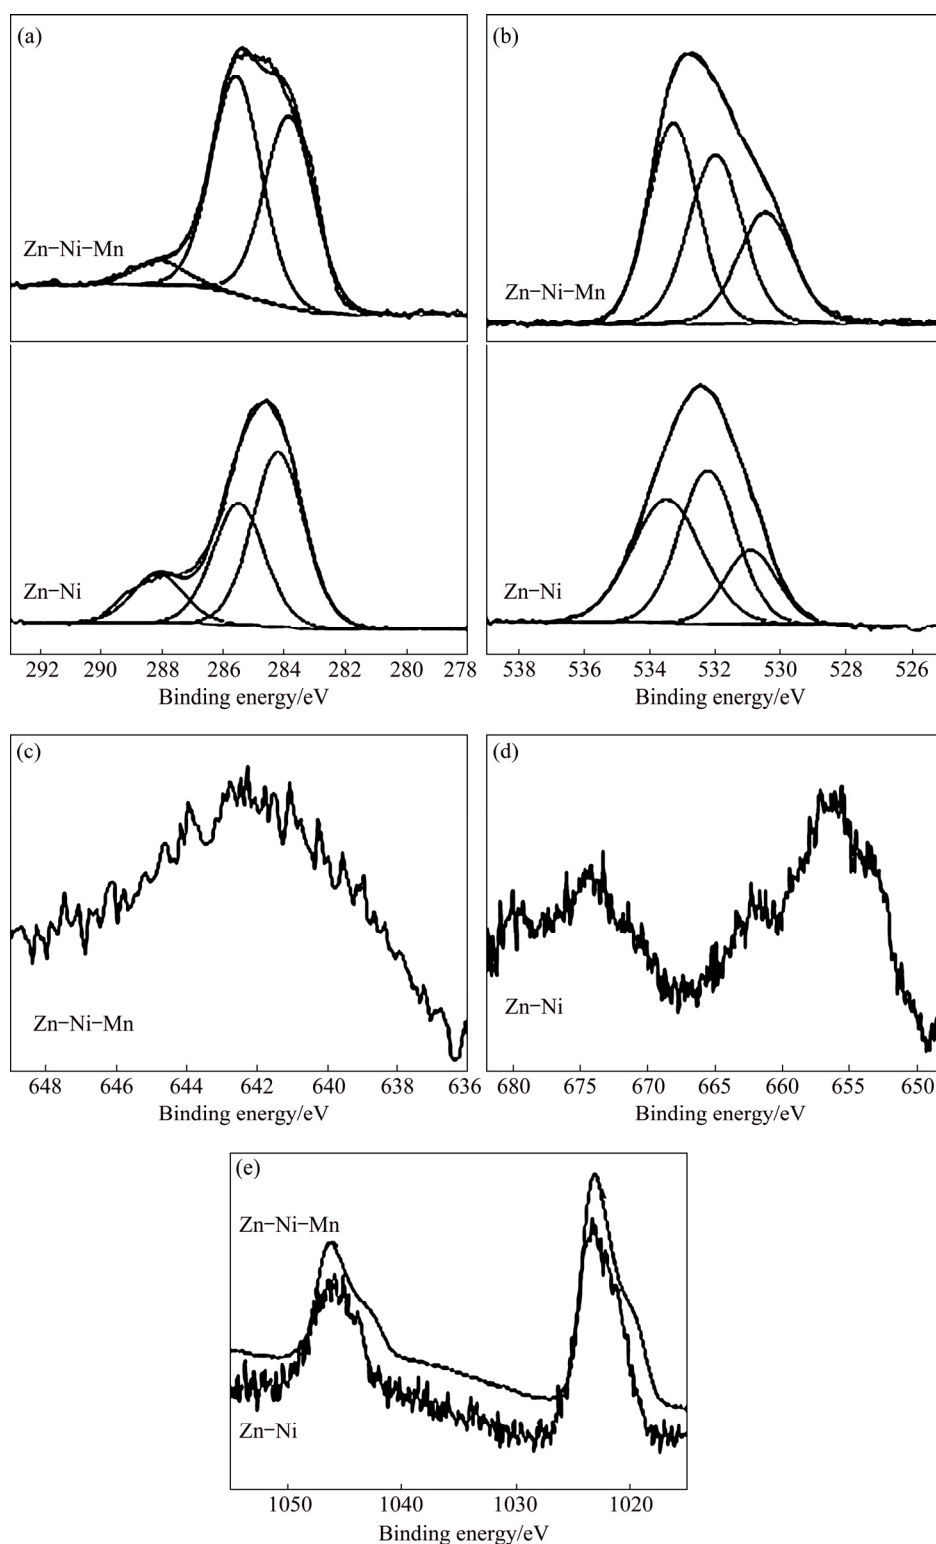 (a)
(b)
Zn−Ni−Mn
Zn−Ni−Mn
Zn−Ni
Zn−Ni
292 290 288 286 284 282 280 278
538 536 534 532 530 528 526
Binding energy/eV
Binding energy/eV
(c)
(d)
Zn−Ni−Mn
Zn−Ni
648 646 644 642 640 638 636
680 675 670 665 660 655 650
Binding energy/eV
Binding energy/eV
(e)
Zn−Ni−Mn
Zn−Ni
1050 1040 1030 1020
Binding energy/eV